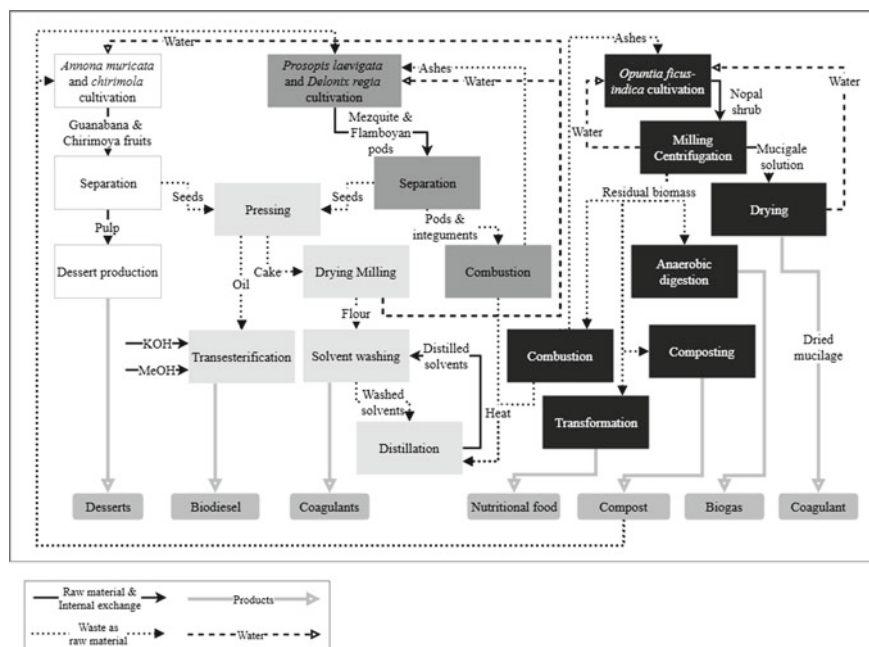 Water
Ashes
Annona muricata
and chirimola
cultivation
Prosopis laevigata
and Delonix regia
cultivation
Ashes
Water
Opuntia ficus-
indica cultivation
Water
Nopal
shrub
Guanabana &
Chirimoya fruits
Mezquite &
Flamboyan
pods
Water
Milling
Centrifugation
Mucigale
solution
Separation
Seeds
Pressing
Seeds
Separation
Residual biomass
Drying
Pulp
Pods &
integuments
Dessert production
Oil
Cake
Drying Milling
Combustion
Anaerobic
digestion
Flour
KOH
MeOH
Transesterification
Solvent washing
Distilled
solvents
Combustion
Composting
Dried
mucilage
Washed
solvents
Heat
Distillation
Transformation
Desserts
Biodiesel
Coagulants
Nutritional food
Compost
Biogas
Coagulant
Raw material &
Internal exchange
Products
Waste as
raw material
Water